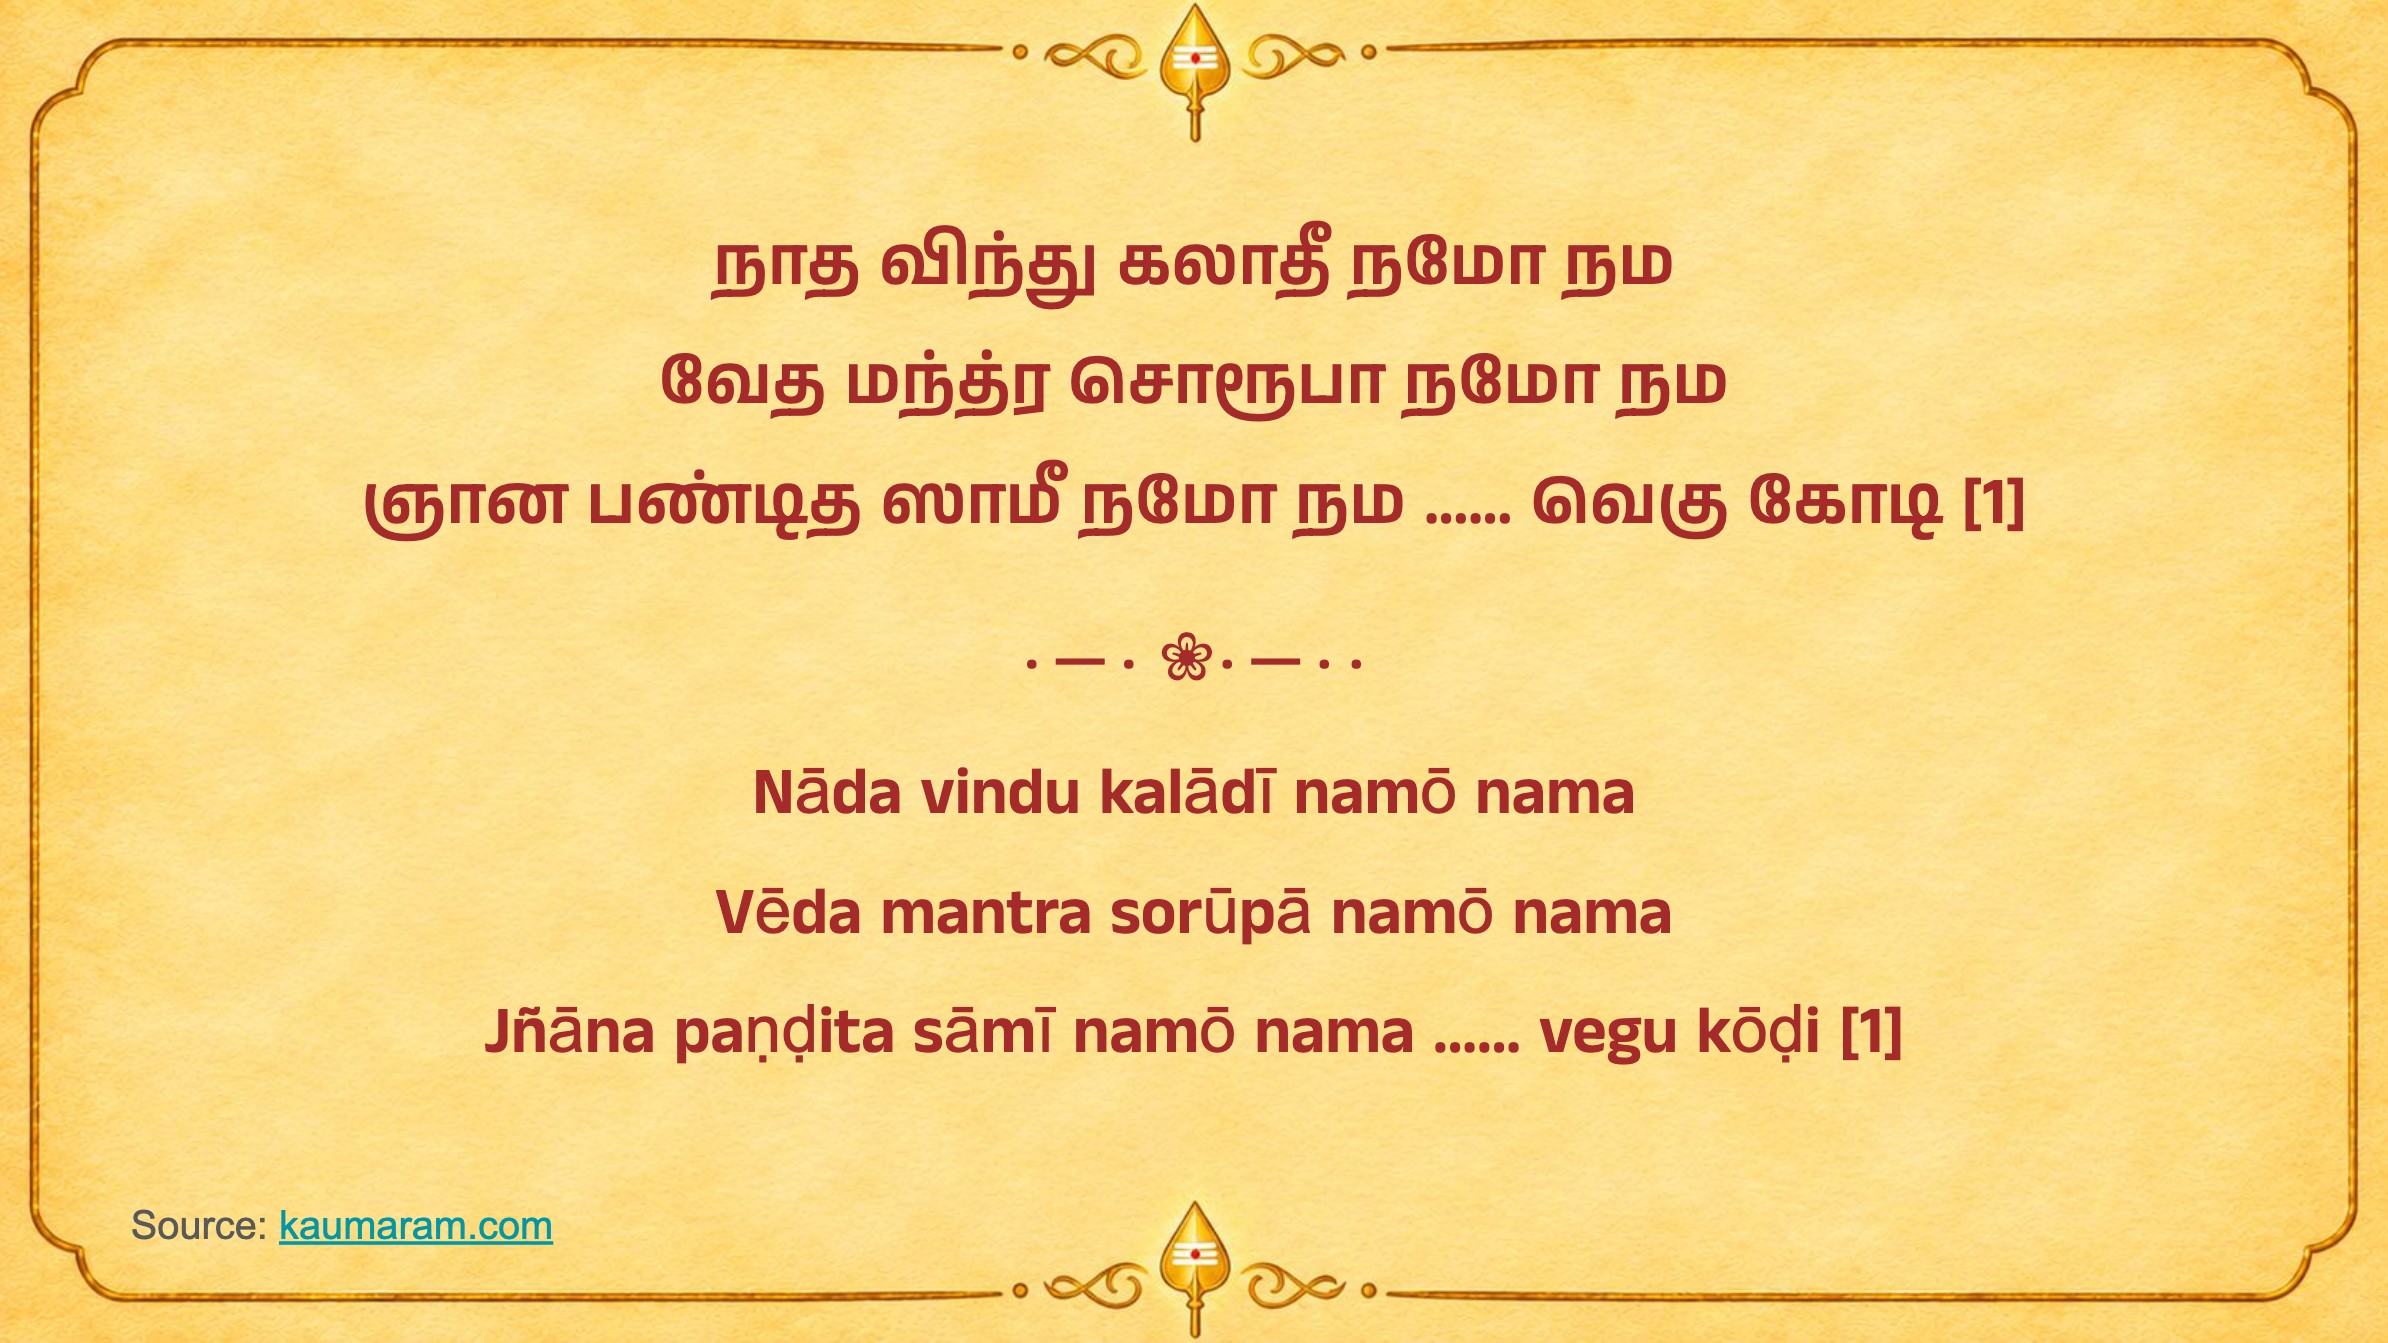 நாத விந்து கலாதீ நமோ நம
வேத மந்த்ர சொரூபா நமோ நம
ஞான பண்டித ஸாமீ நமோ நம ...... வெகு கோடி [1]
· — · ❀· — · ·
Nāda vindu kalādī namō nama
Vēda mantra sorūpā namō nama
Jñāna paṇḍita sāmī namō nama ...... vegu kōḍi [1]
Source: kaumaram.com